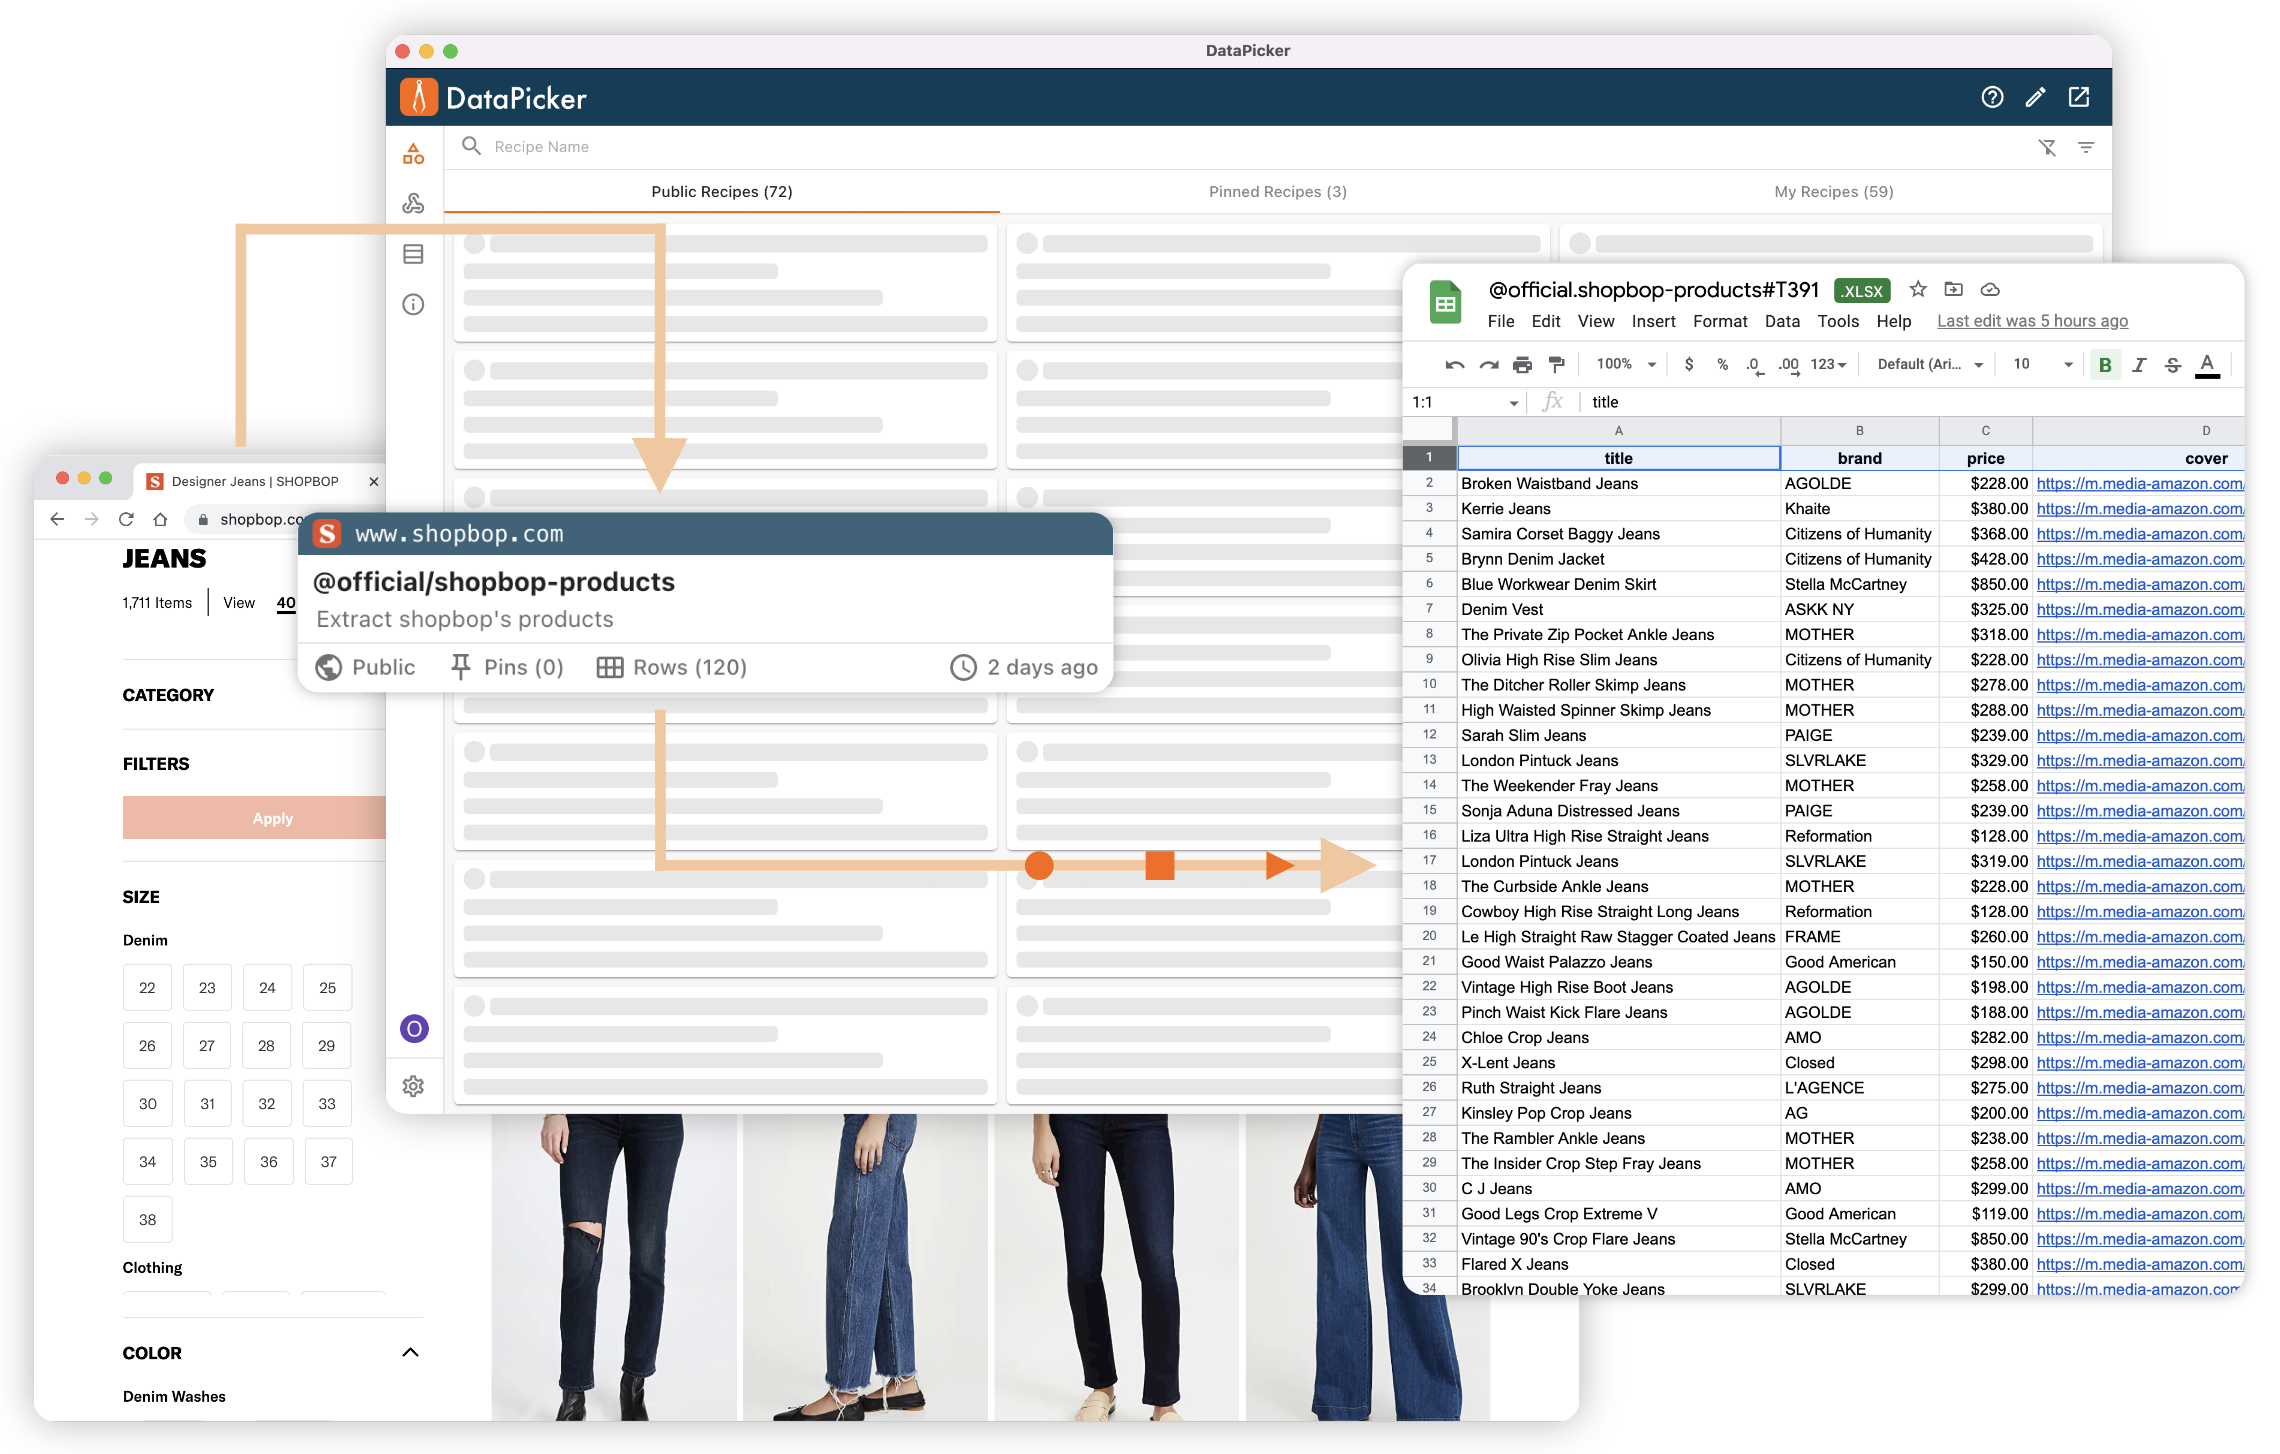 DataPicker
DataPicker
Recipe Name
Public Recipes (72)
Pinned Recipes (3)
My Recipes (59)
S Designer Jeans | SHOPBOP
shopbop.co
JEANS
1,711 Items View 40
CATEGORY
FILTERS
Apply
SIZE
Denim
22 23 24 25
26 27 28 29
30 31 32 33
34 35 36 37
38
Clothing
COLOR
Denim Washes
S www.shopbop.com
@official/shopbop-products
Extract shopbop's products
Public Pins (0) Rows (120) 2 days ago
O
@official.shopbop-products#T391 .XLSX
File Edit View Insert Format Data Tools Help Last edit was 5 hours ago
100% $ % .0 .00 123 Default (Ari... 10 B I S A
1:1 fx title
A B C D
1 title brand price cover
2 Broken Waistband Jeans AGOLDE $228.00 https://m.media-amazon.com/
3 Kerrie Jeans Khaite $380.00 https://m.media-amazon.com/
4 Samira Corset Baggy Jeans Citizens of Humanity $368.00 https://m.media-amazon.com/
5 Brynn Denim Jacket Citizens of Humanity $428.00 https://m.media-amazon.com/
6 Blue Workwear Denim Skirt Stella McCartney $850.00 https://m.media-amazon.com/
7 Denim Vest ASKK NY $325.00 https://m.media-amazon.com/
8 The Private Zip Pocket Ankle Jeans MOTHER $318.00 https://m.media-amazon.com/
9 Olivia High Rise Slim Jeans Citizens of Humanity $228.00 https://m.media-amazon.com/
10 The Ditcher Roller Skimp Jeans MOTHER $278.00 https://m.media-amazon.com/
11 High Waisted Spinner Skimp Jeans MOTHER $288.00 https://m.media-amazon.com/
12 Sarah Slim Jeans PAIGE $239.00 https://m.media-amazon.com/
13 London Pintuck Jeans SLVRLAKE $329.00 https://m.media-amazon.com/
14 The Weekender Fray Jeans MOTHER $258.00 https://m.media-amazon.com/
15 Sonja Aduna Distressed Jeans PAIGE $239.00 https://m.media-amazon.com/
16 Liza Ultra High Rise Straight Jeans Reformation $128.00 https://m.media-amazon.com/
17 London Pintuck Jeans SLVRLAKE $319.00 https://m.media-amazon.com/
18 The Curbside Ankle Jeans MOTHER $228.00 https://m.media-amazon.com/
19 Cowboy High Rise Straight Long Jeans Reformation $128.00 https://m.media-amazon.com/
20 Le High Straight Raw Stagger Coated Jeans FRAME $260.00 https://m.media-amazon.com/
21 Good Waist Palazzo Jeans Good American $150.00 https://m.media-amazon.com/
22 Vintage High Rise Boot Jeans AGOLDE $198.00 https://m.media-amazon.com/
23 Pinch Waist Kick Flare Jeans AGOLDE $188.00 https://m.media-amazon.com/
24 Chloe Crop Jeans AMO $282.00 https://m.media-amazon.com/
25 X-Lent Jeans Closed $298.00 https://m.media-amazon.com/
26 Ruth Straight Jeans L'AGENCE $275.00 https://m.media-amazon.com/
27 Kinsley Pop Crop Jeans AG $200.00 https://m.media-amazon.com/
28 The Rambler Ankle Jeans MOTHER $238.00 https://m.media-amazon.com/
29 The Insider Crop Step Fray Jeans MOTHER $258.00 https://m.media-amazon.com/
30 C J Jeans AMO $299.00 https://m.media-amazon.com/
31 Good Legs Crop Extreme V Good American $119.00 https://m.media-amazon.com/
32 Vintage 90's Crop Flare Jeans Stella McCartney $850.00 https://m.media-amazon.com/
33 Flared X Jeans Closed $380.00 https://m.media-amazon.com/
34 Brooklyn Double Yoke Jeans SLVRLAKE $299.00 https://m.media-amazon.com/